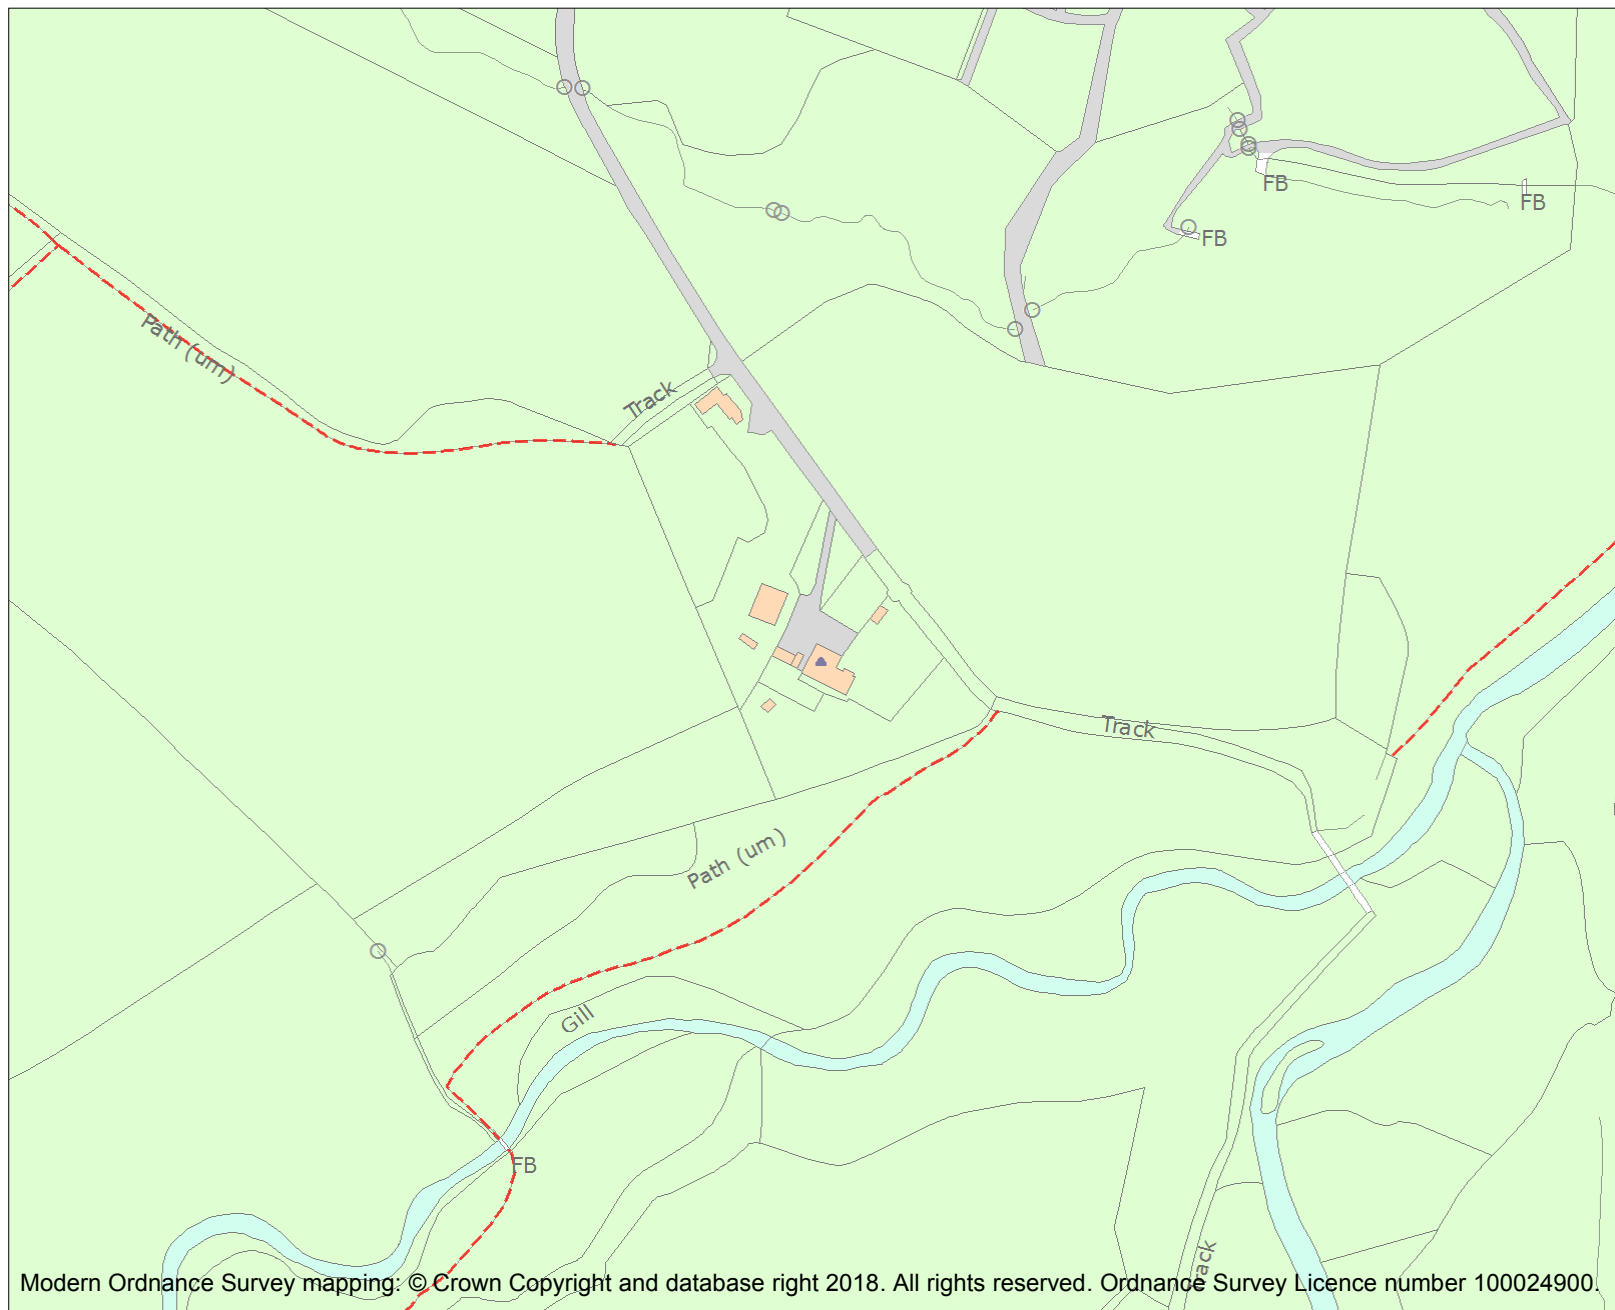 FB
FB
FB
Path (um)
Track
Track
Path (um)
Gill
FB
Track
Modern Ordnance Survey mapping: © Crown Copyright and database right 2018. All rights reserved. Ordnance Survey Licence number 100024900.